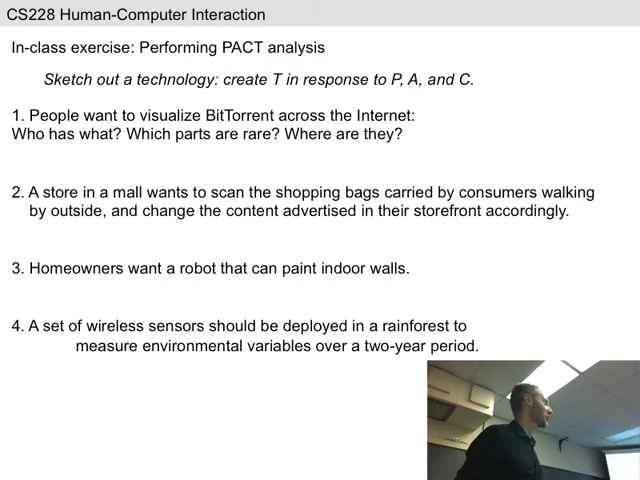 CS228 Human-Computer Interaction
In-class exercise: Performing PACT analysis
Sketch out a technology: create T in response to P, A, and C.
1. People want to visualize BitTorrent across the Internet:
Who has what? Which parts are rare? Where are they?
2. A store in a mall wants to scan the shopping bags carried by consumers walking
by outside, and change the content advertised in their storefront accordingly.
3. Homeowners want a robot that can paint indoor walls.
4. A set of wireless sensors should be deployed in a rainforest to
measure environmental variables over a two-year period.